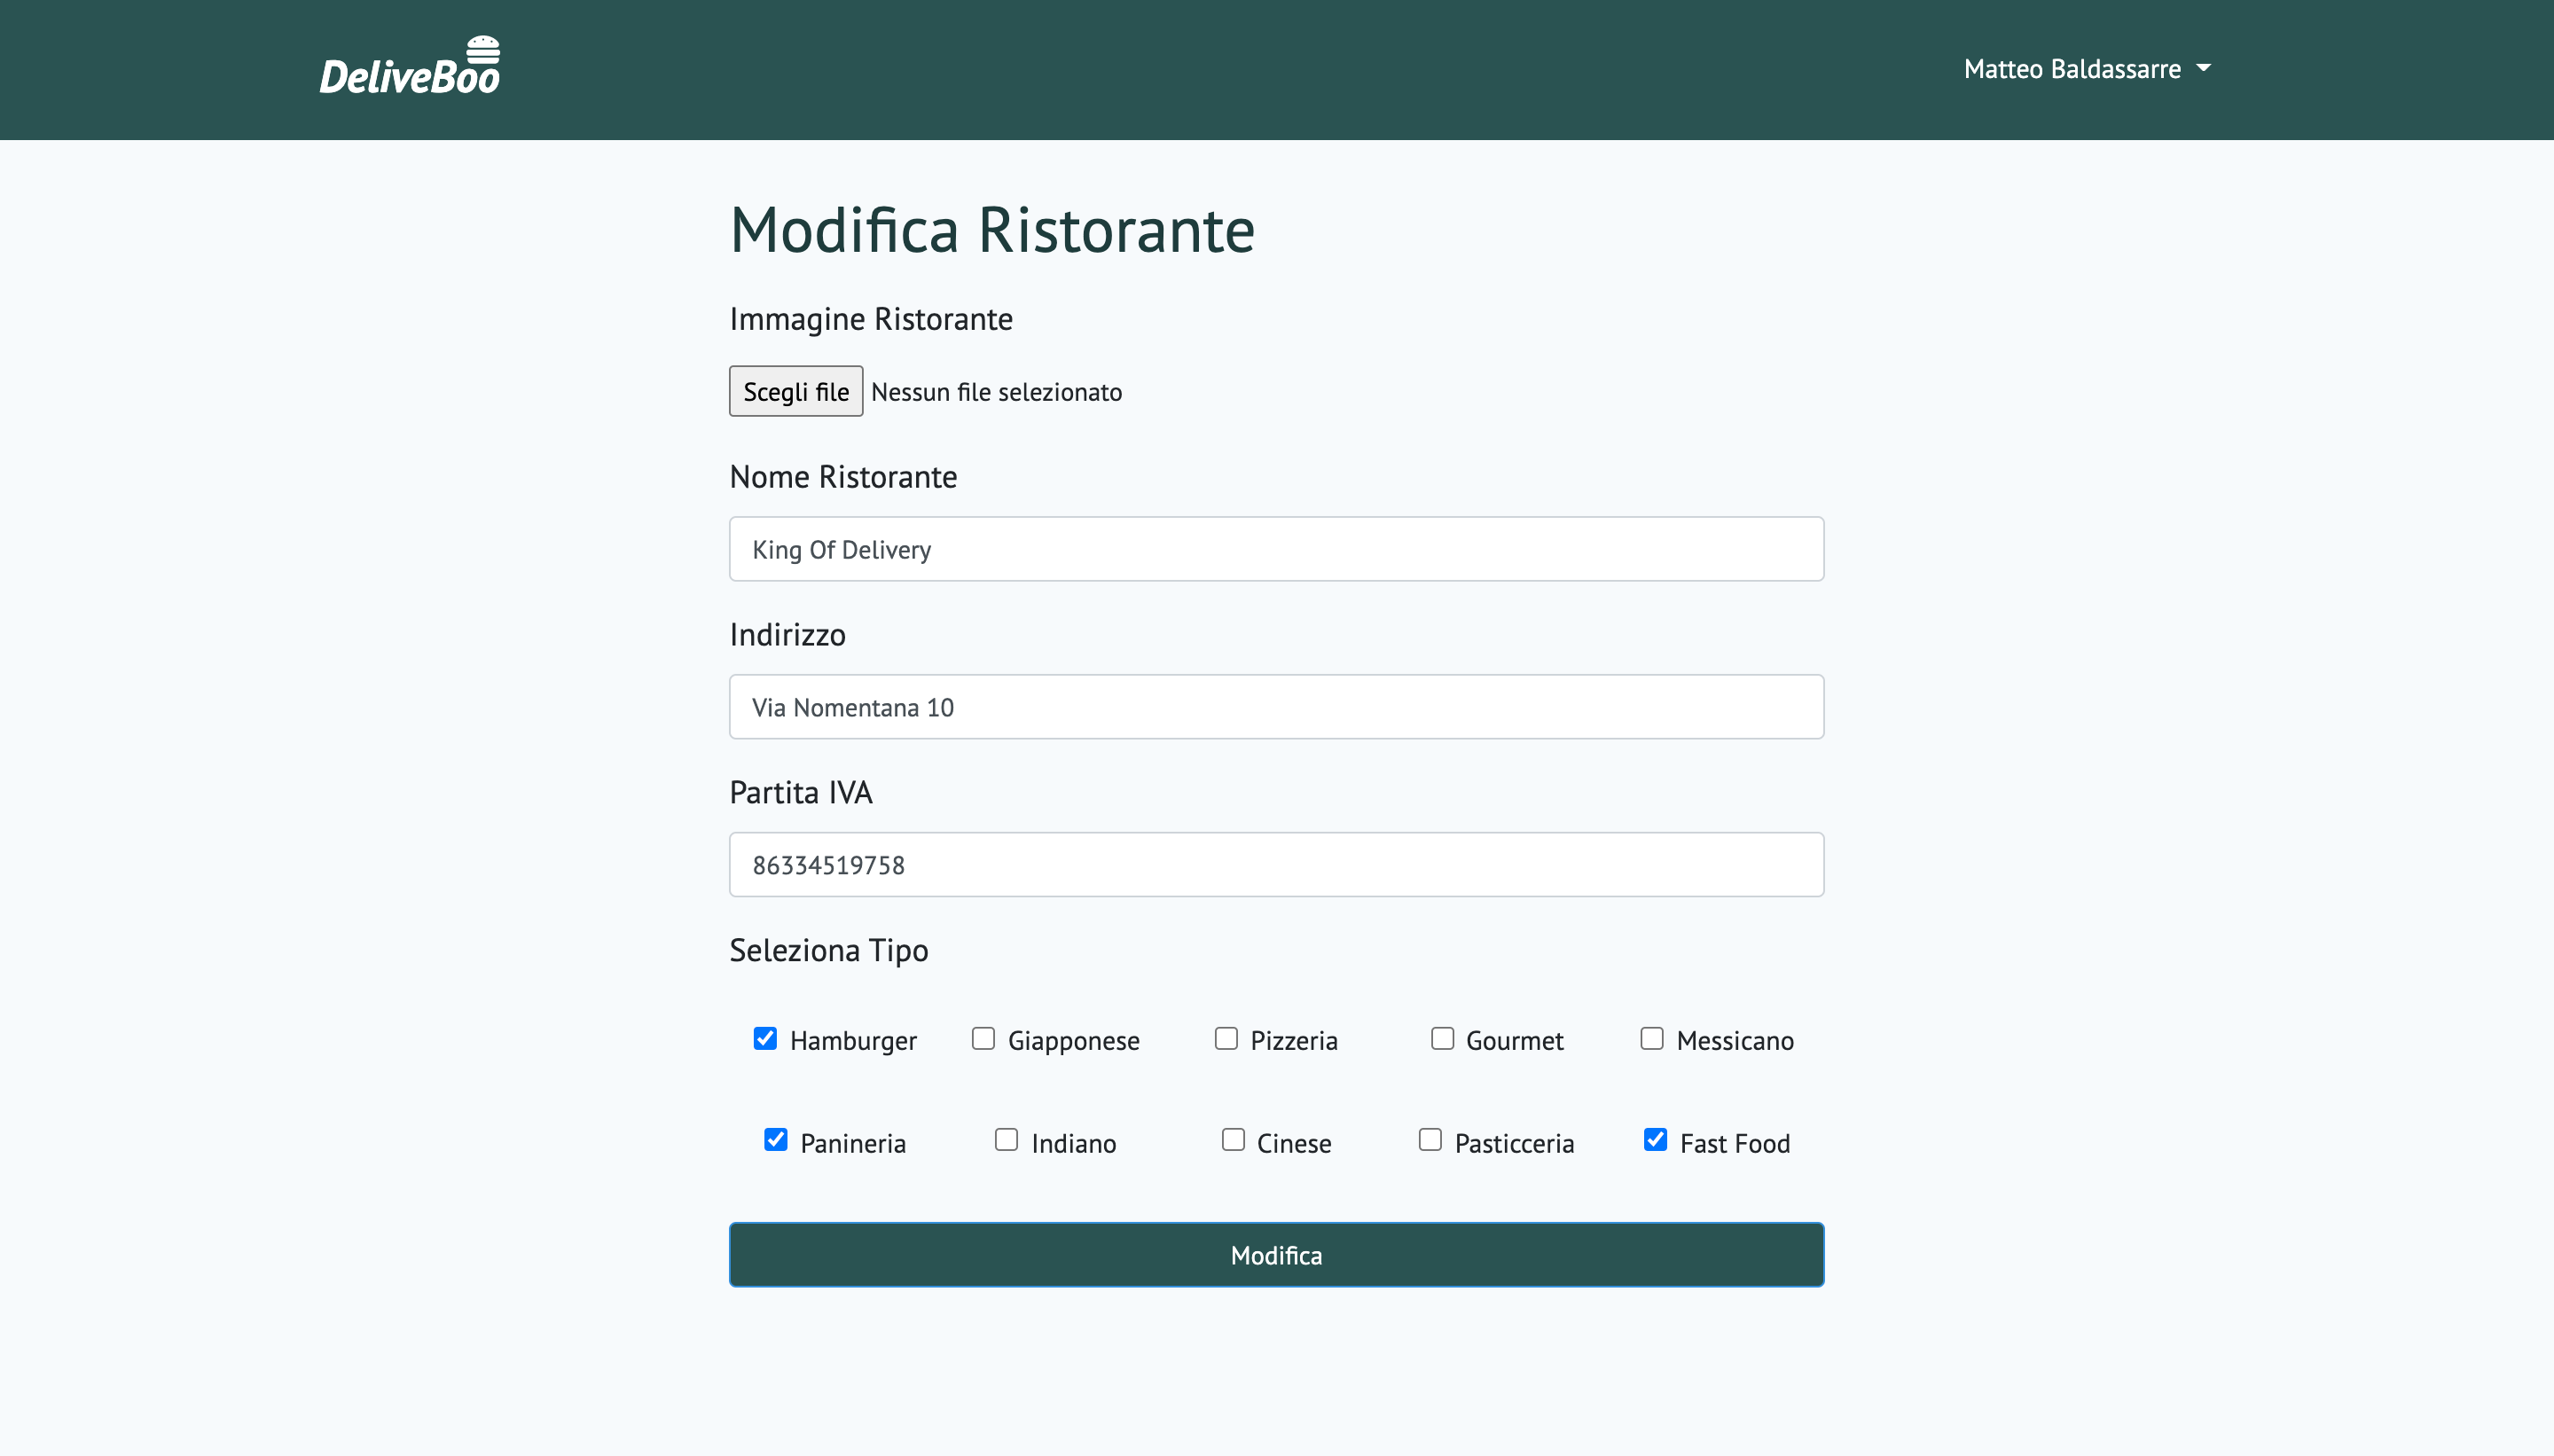 DeliveBoo
Matteo Baldassarre
Modifica Ristorante
Immagine Ristorante
Scegli file Nessun file selezionato
Nome Ristorante
King Of Delivery
Indirizzo
Via Nomentana 10
Partita IVA
86334519758
Seleziona Tipo
Hamburger Giapponese Pizzeria Gourmet Messicano
Panineria Indiano Cinese Pasticceria Fast Food
Modifica